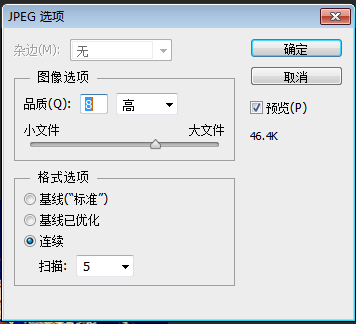 JPEG 选项
杂边(M): 无
确定
图像选项
取消
品质(Q): 8 高
预览(P)
小文件 大文件
46.4K
格式选项
基线("标准")
基线已优化
连续
扫描: 5